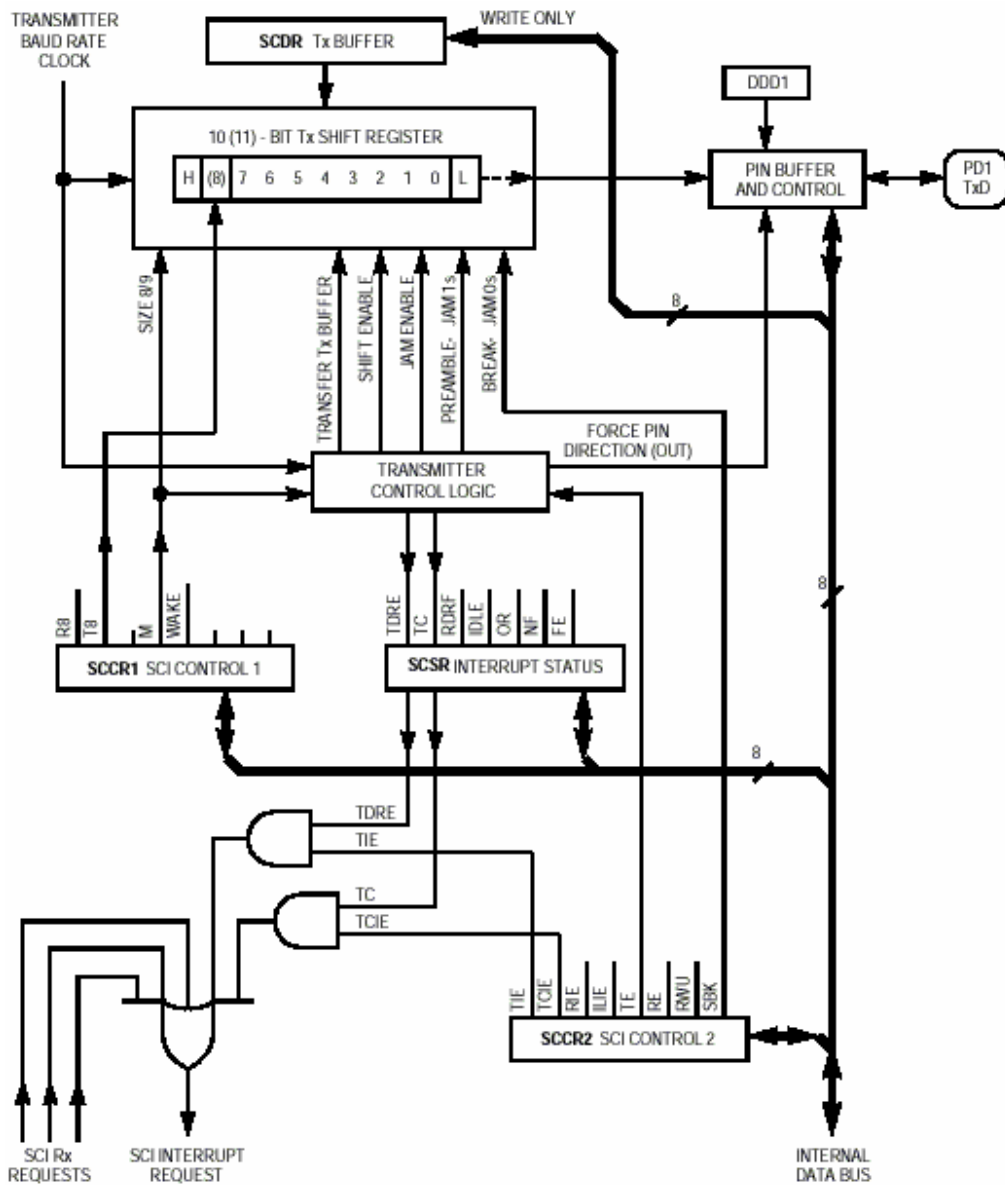 TRANSMITTER
BAUD RATE
CLOCK
SCDR Tx BUFFER
WRITE ONLY
DDD1
10 (11) - BIT Tx SHIFT REGISTER
H (8) 7 6 5 4 3 2 1 0 L
PIN BUFFER
AND CONTROL
PD1
TxD
SIZE 8/9
TRANSFER Tx BUFFER
SHIFT ENABLE
JAM ENABLE
PREAMBLE- JAM 1s
BREAK- JAM 0s
8
FORCE PIN
DIRECTION (OUT)
TRANSMITTER
CONTROL LOGIC
8
R8
T8
M
WAKE
TDRE
TC
RDRF
IDLE
OR
NF
FE
SCCR1 SCI CONTROL 1
SCSR INTERRUPT STATUS
8
TDRE
TIE
TC
TCIE
TIE
TCIE
RIE
ILIE
TE
RE
RWU
SBK
SCCR2 SCI CONTROL 2
SCI Rx
REQUESTS
SCI INTERRUPT
REQUEST
INTERNAL
DATA BUS